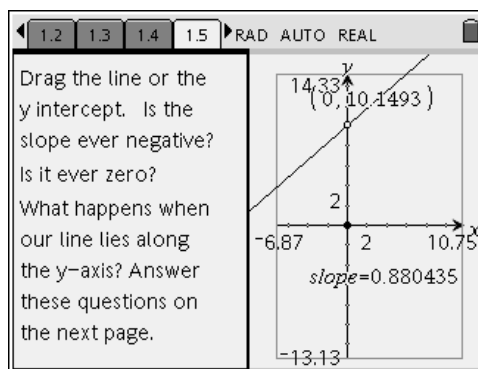 1.2 1.3 1.4 1.5 RAD AUTO REAL
Drag the line or the
y intercept. Is the
slope ever negative?
Is it ever zero?
What happens when
our line lies along
the y-axis? Answer
these questions on
the next page.
y
14.33
(0, 10.1493)
2
x
-6.87 2 10.75
slope=0.880435
-13.13